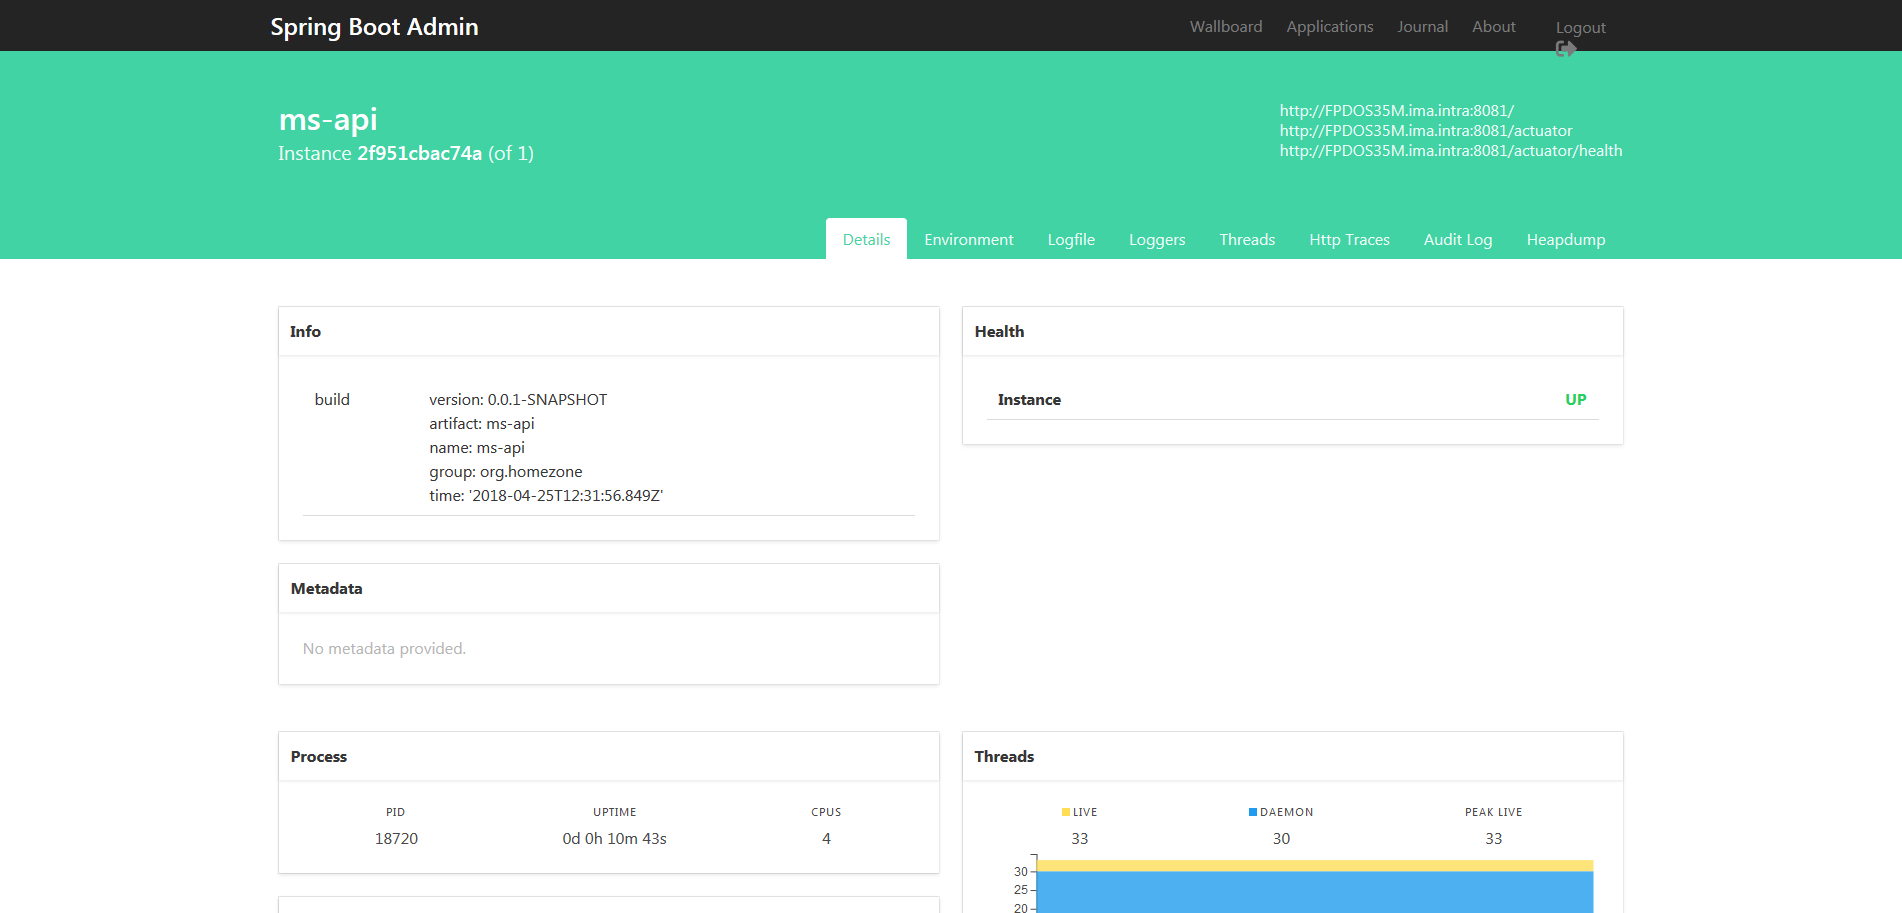 Spring Boot Admin
Wallboard Applications Journal About Logout
ms-api
Instance 2f951cbac74a (of 1)
http://FPDOS35M.ima.intra:8081/
http://FPDOS35M.ima.intra:8081/actuator
http://FPDOS35M.ima.intra:8081/actuator/health
Details Environment Logfile Loggers Threads Http Traces Audit Log Heapdump
Info
build
version: 0.0.1-SNAPSHOT
artifact: ms-api
name: ms-api
group: org.homezone
time: '2018-04-25T12:31:56.849Z'
Health
Instance UP
Metadata
No metadata provided.
Process
PID UPTIME CPUS
18720 0d 0h 10m 43s 4
Threads
LIVE DAEMON PEAK LIVE
33 30 33
30
25
20